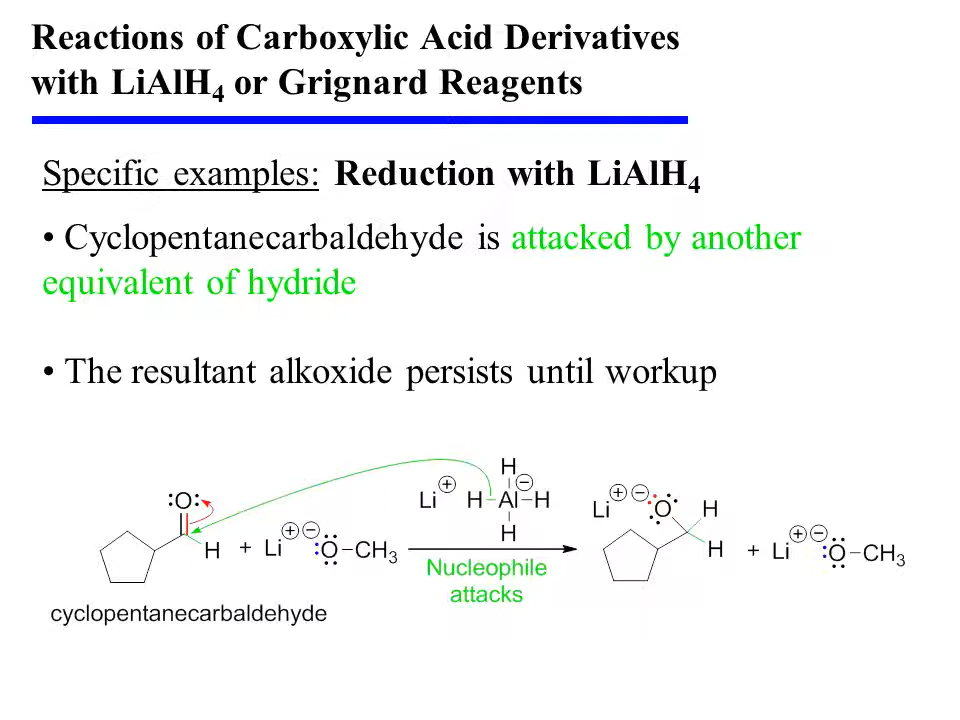 Reactions of Carboxylic Acid Derivatives
with LiAlH₄ or Grignard Reagents
Specific examples: Reduction with LiAlH₄
• Cyclopentanecarbaldehyde is attacked by another
equivalent of hydride
• The resultant alkoxide persists until workup
:O:
H
+ Li ⊕ ⊖ :O–CH₃
cyclopentanecarbaldehyde
Li ⊕
H
H–Al–H ⊖
H
Nucleophile
attacks
Li ⊕ ⊖ O
H
H
+ Li ⊕ ⊖ :O–CH₃